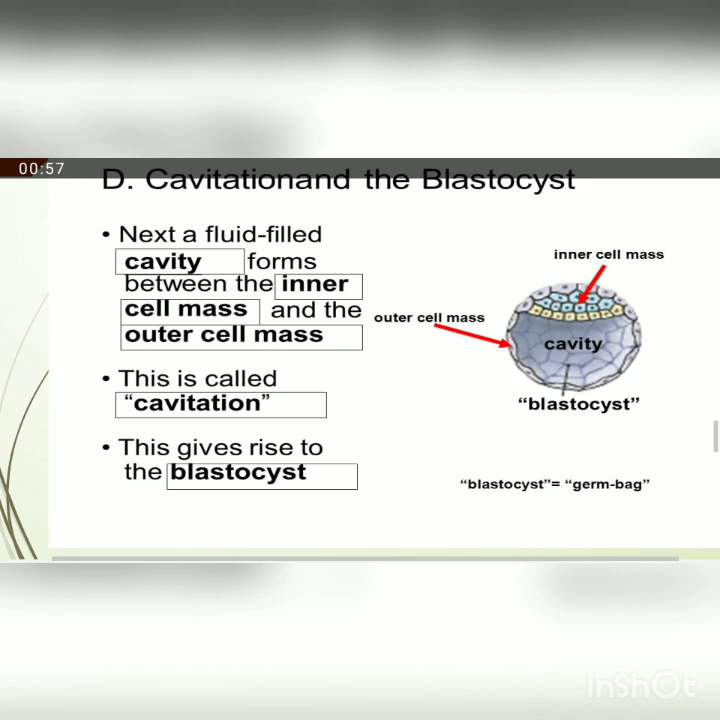 00:57
D. Cavitationand the Blastocyst
• Next a fluid-filled
cavity forms
between the inner
cell mass and the
outer cell mass
• This is called
“cavitation”
• This gives rise to
the blastocyst
inner cell mass
outer cell mass
cavity
“blastocyst”
“blastocyst”= “germ-bag”
InShOt